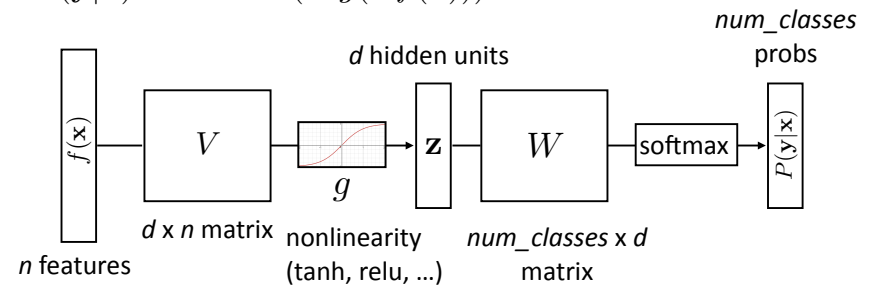 num_classes
probs
d hidden units
f(x)
V
g
z
W
softmax
P(y|x)
d x n matrix
nonlinearity
(tanh, relu, …)
num_classes x d
matrix
n features